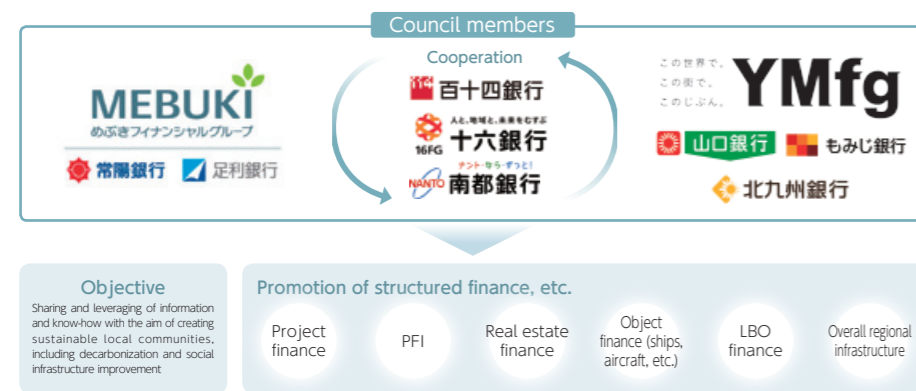 Council members
MEBUKI
めぶきフィナンシャルグループ
常陽銀行
足利銀行
Cooperation
114
百十四銀行
人と、地域と、未来をむすぶ
16FG
十六銀行
ナント・なら・ずっと!
NANTO
南都銀行
この世界で。
この街で。
このじぶん。
YMfg
山口銀行
もみじ銀行
北九州銀行
Objective
Sharing and leveraging of information
and know-how with the aim of creating
sustainable local communities,
including decarbonization and social
infrastructure improvement
Promotion of structured finance, etc.
Project
finance
PFI
Real estate
finance
Object
finance (ships,
aircraft, etc.)
LBO
finance
Overall regional
infrastructure